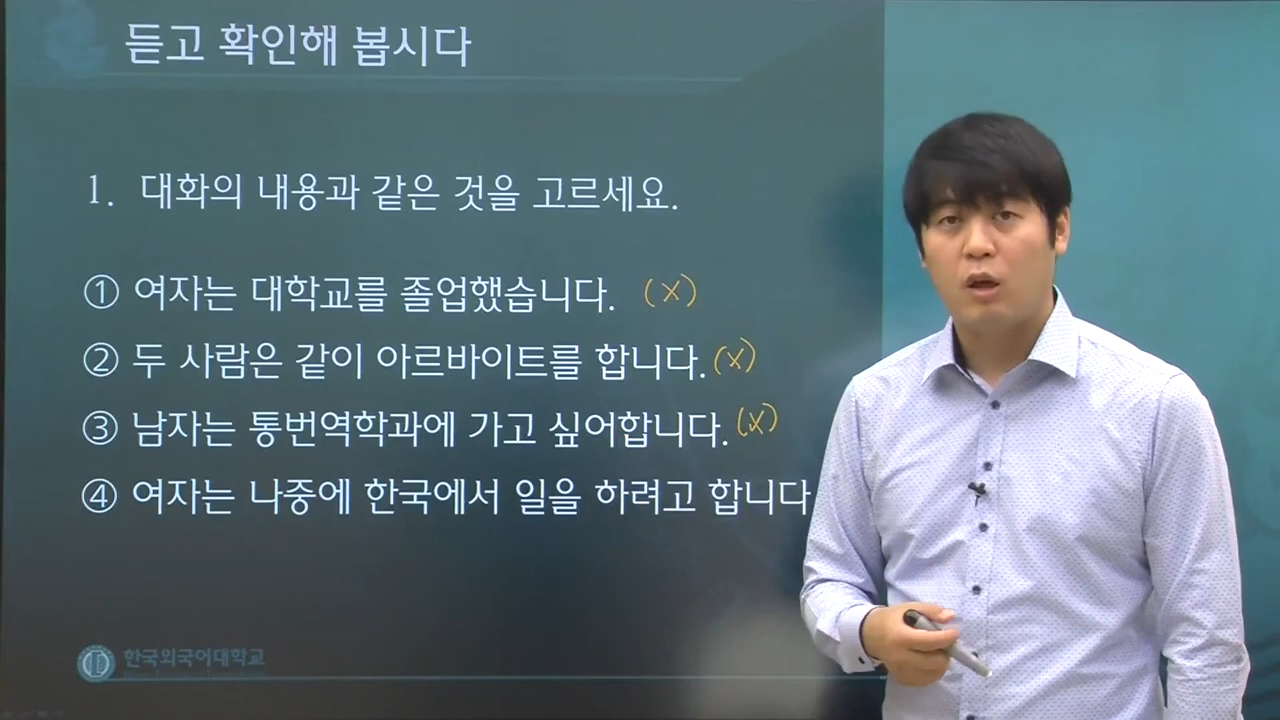 듣고 확인해 봅시다
1. 대화의 내용과 같은 것을 고르세요.
① 여자는 대학교를 졸업했습니다. (X)
② 두 사람은 같이 아르바이트를 합니다. (X)
③ 남자는 통번역학과에 가고 싶어합니다. (X)
④ 여자는 나중에 한국에서 일을 하려고 합니다
한국외국어대학교